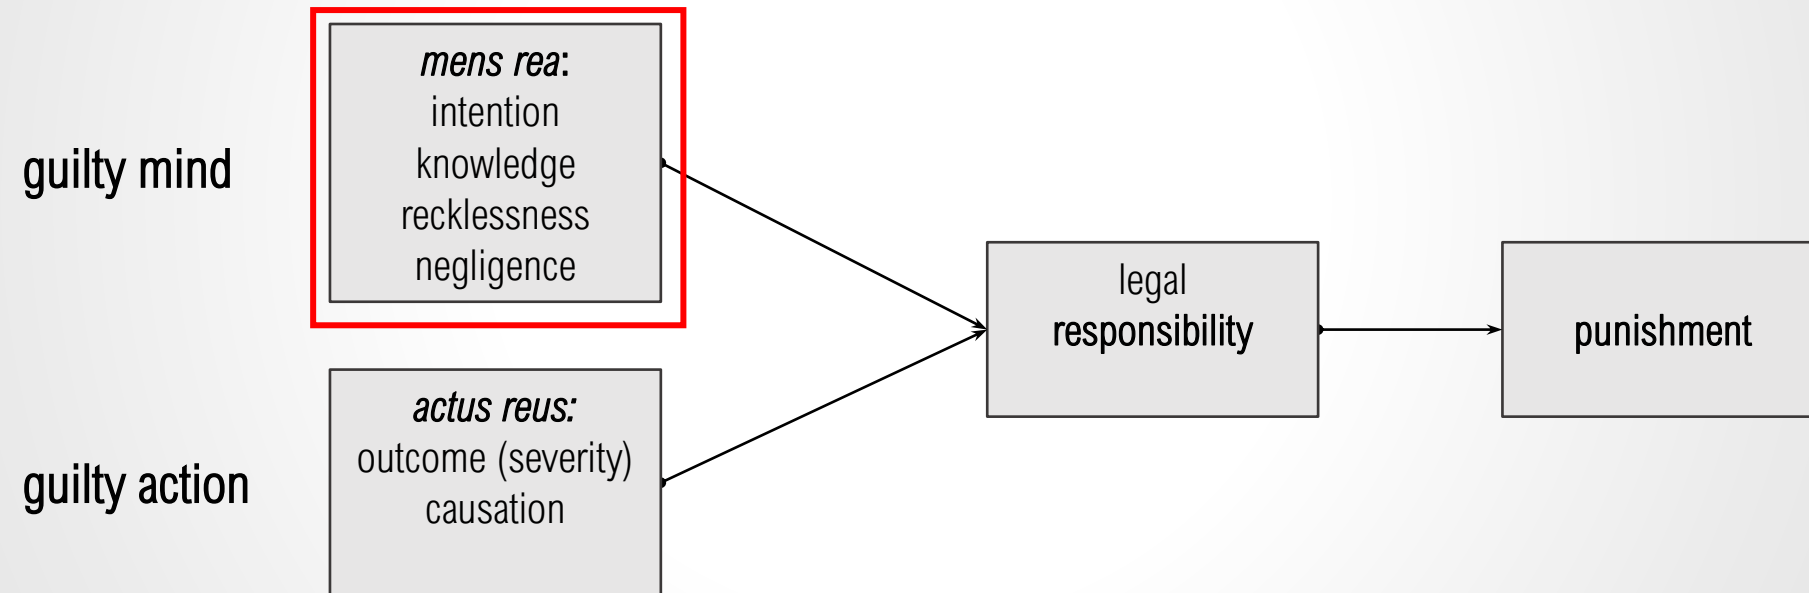 guilty mind
mens rea:
intention
knowledge
recklessness
negligence
guilty action
actus reus:
outcome (severity)
causation
legal
responsibility
punishment